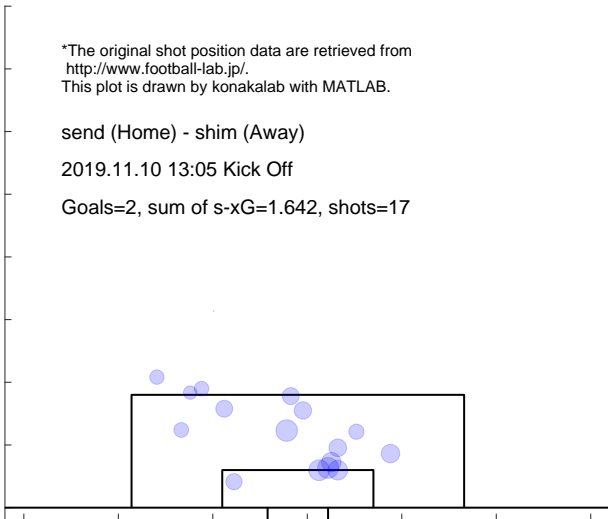 *The original shot position data are retrieved from
http://www.football-lab.jp/.
This plot is drawn by konakalab with MATLAB.
send (Home) - shim (Away)
2019.11.10 13:05 Kick Off
Goals=2, sum of s-xG=1.642, shots=17